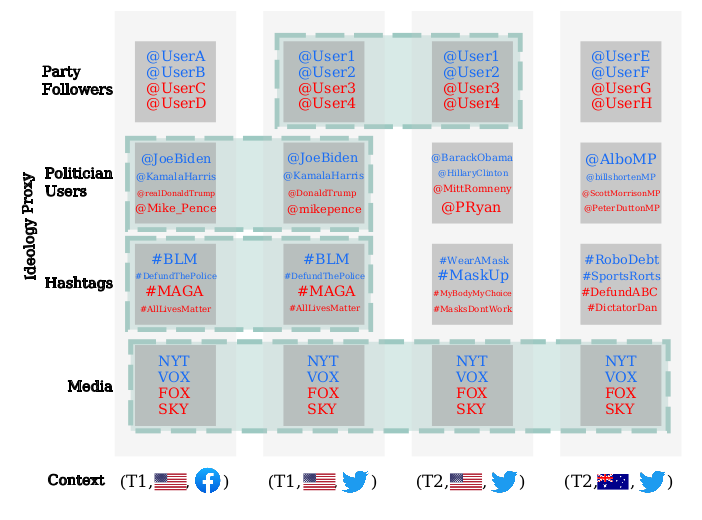 Ideology Proxy
Party
Followers
@UserA
@UserB
@UserC
@UserD
@User1
@User2
@User3
@User4
@User1
@User2
@User3
@User4
@UserE
@UserF
@UserG
@UserH
Politician
Users
@JoeBiden
@KamalaHarris
@realDonaldTrump
@Mike_Pence
@JoeBiden
@KamalaHarris
@DonaldTrump
@mikepence
@BarackObama
@HillaryClinton
@MittRomneny
@PRyan
@AlboMP
@billshortenMP
@ScottMorrisonMP
@PeterDuttonMP
Hashtags
#BLM
#DefundThePolice
#MAGA
#AllLivesMatter
#BLM
#DefundThePolice
#MAGA
#AllLivesMatter
#WearAMask
#MaskUp
#MyBodyMyChoice
#MasksDontWork
#RoboDebt
#SportsRorts
#DefundABC
#DictatorDan
Media
NYT
VOX
FOX
SKY
NYT
VOX
FOX
SKY
NYT
VOX
FOX
SKY
NYT
VOX
FOX
SKY
Context
(T1, , )
(T1, , )
(T2, , )
(T2, , )